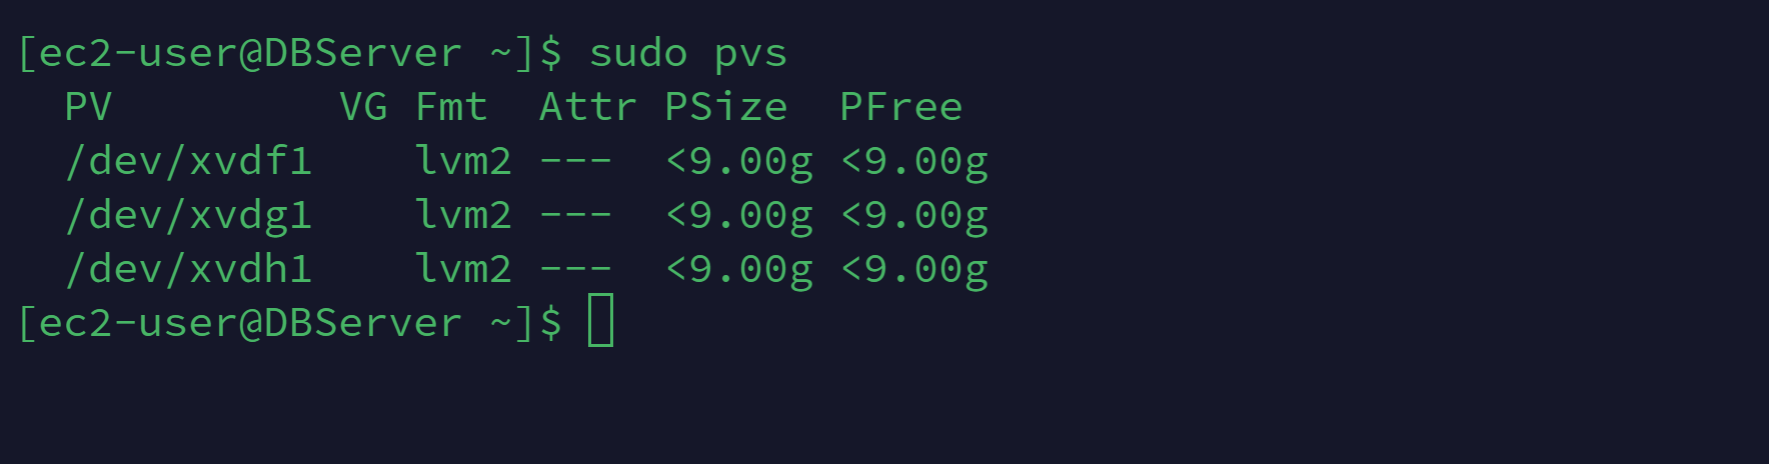 [ec2-user@DBServer ~]$ sudo pvs
  PV         VG Fmt  Attr PSize  PFree
  /dev/xvdf1    lvm2 ---  <9.00g <9.00g
  /dev/xvdg1    lvm2 ---  <9.00g <9.00g
  /dev/xvdh1    lvm2 ---  <9.00g <9.00g
[ec2-user@DBServer ~]$